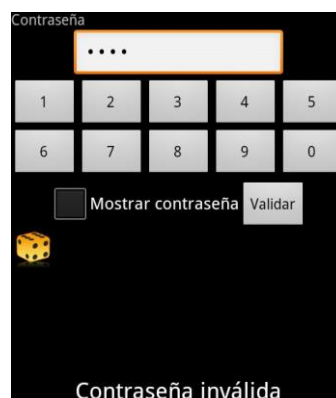 Contraseña
••••
1 2 3 4 5
6 7 8 9 0
Mostrar contraseña Validar
Contraseña inválida